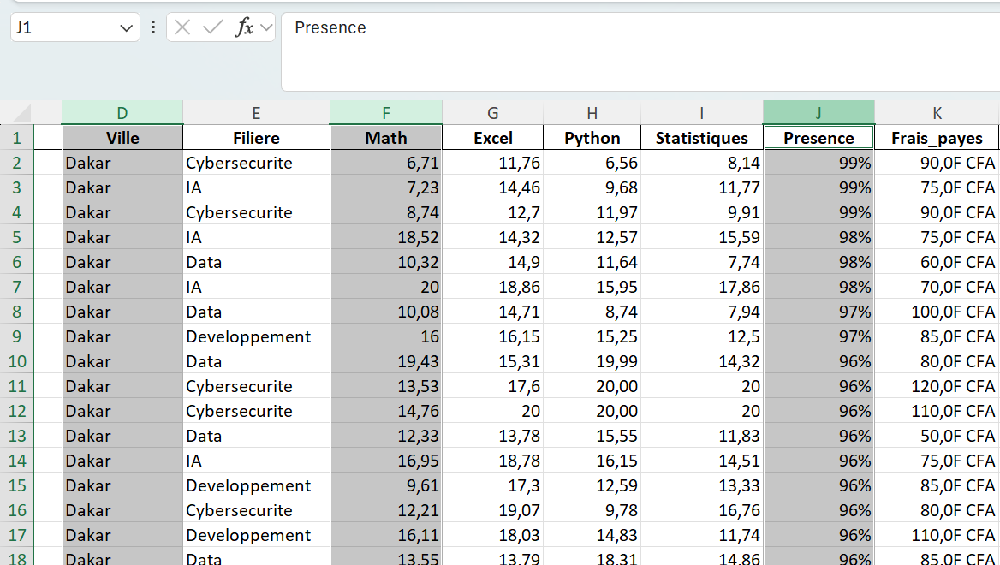 J1 fx Presence
D E F G H I J K
1 Ville Filiere Math Excel Python Statistiques Presence Frais_payes
2 Dakar Cybersecurite 6,71 11,76 6,56 8,14 99% 90,0F CFA
3 Dakar IA 7,23 14,46 9,68 11,77 99% 75,0F CFA
4 Dakar Cybersecurite 8,74 12,7 11,97 9,91 99% 90,0F CFA
5 Dakar IA 18,52 14,32 12,57 15,59 98% 75,0F CFA
6 Dakar Data 10,32 14,9 11,64 7,74 98% 60,0F CFA
7 Dakar IA 20 18,86 15,95 17,86 98% 70,0F CFA
8 Dakar Data 10,08 14,71 8,74 7,94 97% 100,0F CFA
9 Dakar Developpement 16 16,15 15,25 12,5 97% 85,0F CFA
10 Dakar Data 19,43 15,31 19,99 14,32 96% 80,0F CFA
11 Dakar Cybersecurite 13,53 17,6 20,00 20 96% 120,0F CFA
12 Dakar Cybersecurite 14,76 20 20,00 20 96% 110,0F CFA
13 Dakar Data 12,33 13,78 15,55 11,83 96% 50,0F CFA
14 Dakar IA 16,95 18,78 16,15 14,51 96% 75,0F CFA
15 Dakar Developpement 9,61 17,3 12,59 13,33 96% 85,0F CFA
16 Dakar Cybersecurite 12,21 19,07 9,78 16,76 96% 80,0F CFA
17 Dakar Developpement 16,11 18,03 14,83 11,74 96% 110,0F CFA
18 Dakar Data 13,55 13,79 18,31 14,86 96% 85,0F CFA